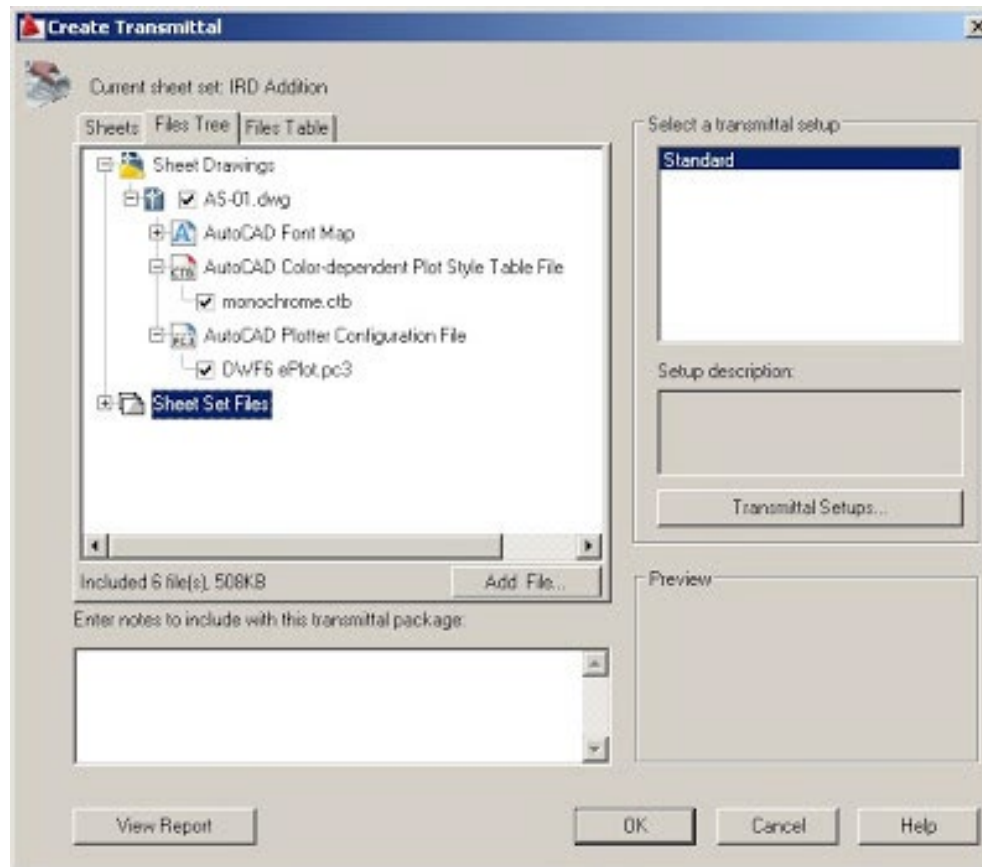 Create Transmittal
Current sheet set: IRD Addition
Sheets
Files Tree
Files Table
Sheet Drawings
AS-01.dwg
AutoCAD Font Map
AutoCAD Color-dependent Plot Style Table File
monochrome.ctb
AutoCAD Plotter Configuration File
DWF6 ePlot.pc3
Sheet Set Files
Included 6 file(s), 508KB
Add File...
Enter notes to include with this transmittal package:
Select a transmittal setup
Standard
Setup description:
Transmittal Setups...
Preview
View Report
OK
Cancel
Help